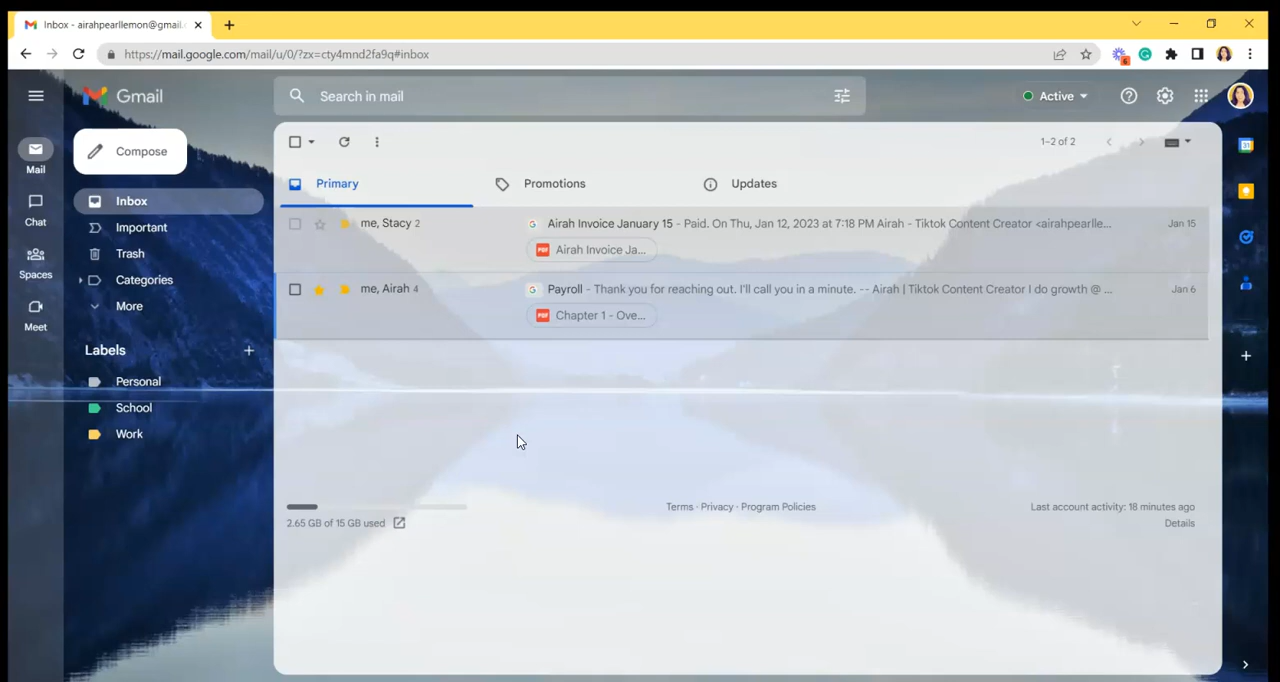 Inbox - airahpearllemon@gmail.
https://mail.google.com/mail/u/0/?zx=cty4mnd2fa9q#inbox
6
Gmail
Search in mail
Active
Mail
Compose
1–2 of 2
31
Primary
Promotions
Updates
Inbox
Chat
Important
me, Stacy 2
G
Airah Invoice January 15 - Paid. On Thu, Jan 12, 2023 at 7:18 PM Airah - Tiktok Content Creator <airahpearlle...
Jan 15
PDF
Airah Invoice Ja...
Trash
Spaces
Categories
me, Airah 4
G
Payroll - Thank you for reaching out. I'll call you in a minute. -- Airah | Tiktok Content Creator I do growth @ ...
Jan 6
PDF
Chapter 1 - Ove...
More
Meet
Labels
Personal
School
Work
2.65 GB of 15 GB used
Terms · Privacy · Program Policies
Last account activity: 18 minutes ago
Details